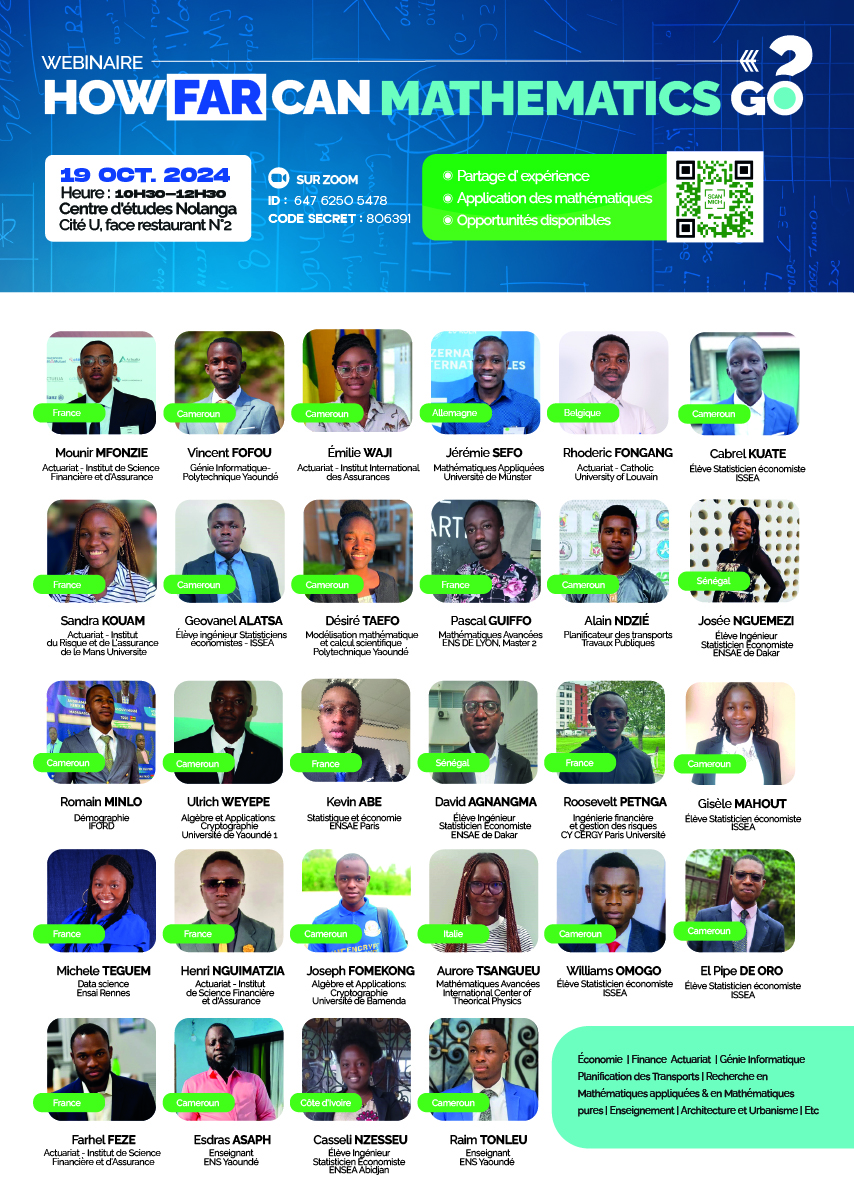 WEBINAIRE
HOW FAR CAN MATHEMATICS GO?
19 OCT. 2024
Heure : 10H30-12H30
Centre d'études Nolanga
Cité U, face restaurant N°2
SUR ZOOM
ID : 647 6250 5478
CODE SECRET : 806391
Partage d' expérience
Application des mathématiques
Opportunités disponibles
SCAN
MICH
France
Mounir MFONZIE
Actuariat - Institut de Science
Financière et d'Assurance
Cameroun
Vincent FOFOU
Génie Informatique-
Polytechnique Yaoundé
Cameroun
Émilie WAJI
Actuariat - Institut International
des Assurances
Allemagne
Jérémie SEFO
Mathématiques Appliquées
Université de Münster
Belgique
Rhoderic FONGANG
Actuariat - Catholic
University of Louvain
Cameroun
Cabrel KUATE
Élève Statisticien économiste
ISSEA
France
Sandra KOUAM
Actuariat - Institut
du Risque et de L'assurance
de le Mans Universite
Cameroun
Geovanel ALATSA
Élève ingénieur Statisticiens
économistes - ISSEA
Cameroun
Désiré TAEFO
Modélisation mathématique
et calcul scientifique
Polytechnique Yaoundé
France
Pascal GUIFFO
Mathématiques Avancées
ENS DE LYON, Master 2
Cameroun
Alain NDZIÉ
Planificateur des transports
Travaux Publiques
Sénégal
Josée NGUEMEZI
Élève Ingénieur
Statisticien Économiste
ENSAE de Dakar
Cameroun
Romain MINLO
Démographie
IFORD
Cameroun
Ulrich WEYEPE
Algèbre et Applications:
Cryptographie
Université de Yaoundé 1
France
Kevin ABE
Statistique et économie
ENSAE Paris
Sénégal
David AGNANGMA
Élève Ingénieur
Statisticien Économiste
ENSAE de Dakar
France
Roosevelt PETNGA
Ingénierie financière
et gestion des risques
CY CERGY Paris Université
Cameroun
Gisèle MAHOUT
Élève Statisticien économiste
ISSEA
France
Michele TEGUEM
Data science
Ensai Rennes
France
Henri NGUIMATZIA
Actuariat - Institut
de Science Financière
et d'Assurance
Cameroun
Joseph FOMEKONG
Algèbre et Applications:
Cryptographie
Université de Bamenda
Italie
Aurore TSANGUEU
Mathématiques Avancées
International Center of
Theorical Physics
Cameroun
Williams OMOGO
Élève Statisticien économiste
ISSEA
Cameroun
El Pipe DE ORO
Élève Statisticien économiste
ISSEA
France
Farhel FEZE
Actuariat - Institut de Science
Financière et d'Assurance
Cameroun
Esdras ASAPH
Enseignant
ENS Yaoundé
Côte d'Ivoire
Casseli NZESSEU
Élève Ingénieur
Statisticien Économiste
ENSEA Abidjan
Cameroun
Raim TONLEU
Enseignant
ENS Yaoundé
Économie | Finance Actuariat | Génie Informatique
Planification des Transports | Recherche en
Mathématiques appliquées & en Mathématiques
pures | Enseignement | Architecture et Urbanisme | Etc